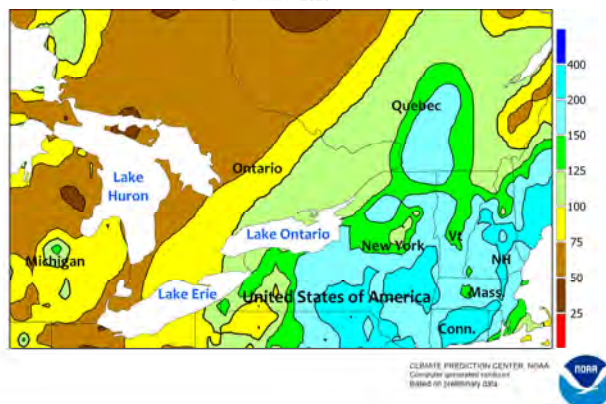 400
200
150
125
100
75
50
25
Quebec
Ontario
Lake
Huron
Lake Ontario
Michigan
New York
Vt
NH
Lake Erie
United States of America
Mass.
Conn.
CLIMATE PREDICTION CENTER, NOAA
Computer generated contours
Based on preliminary data
NOAA